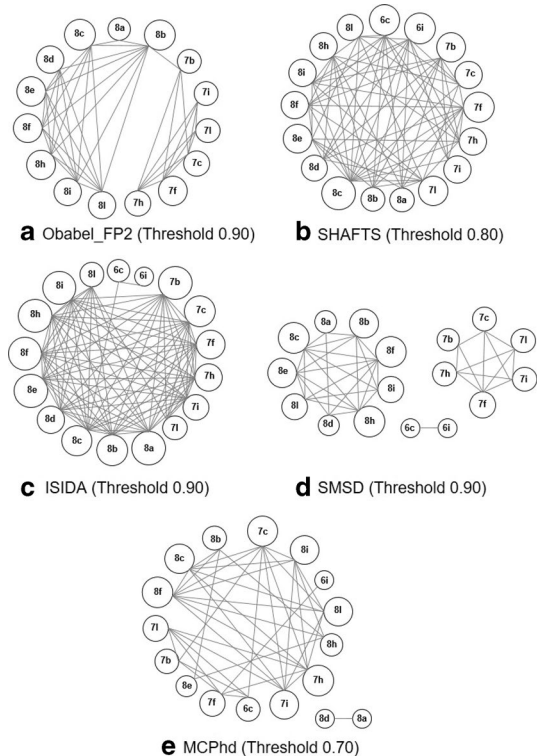 8a
8b
7b
7i
7l
7c
7f
7h
8l
8i
8h
8f
8e
8d
8c
a Obabel_FP2 (Threshold 0.90)
6c
6i
7b
7c
7f
7h
7i
7l
8a
8b
8c
8d
8e
8f
8i
8h
8l
b SHAFTS (Threshold 0.80)
6c
6i
7b
7c
7f
7h
7i
7l
8a
8b
8c
8d
8e
8f
8h
8i
8l
c ISIDA (Threshold 0.90)
8a
8b
8f
8i
8h
8d
8l
8e
8c
7c
7l
7i
7f
7h
7b
6c
6i
d SMSD (Threshold 0.90)
7c
8i
6i
8l
8h
7h
7i
6c
7f
8e
7b
7l
8f
8c
8b
8d
8a
e MCPhd (Threshold 0.70)